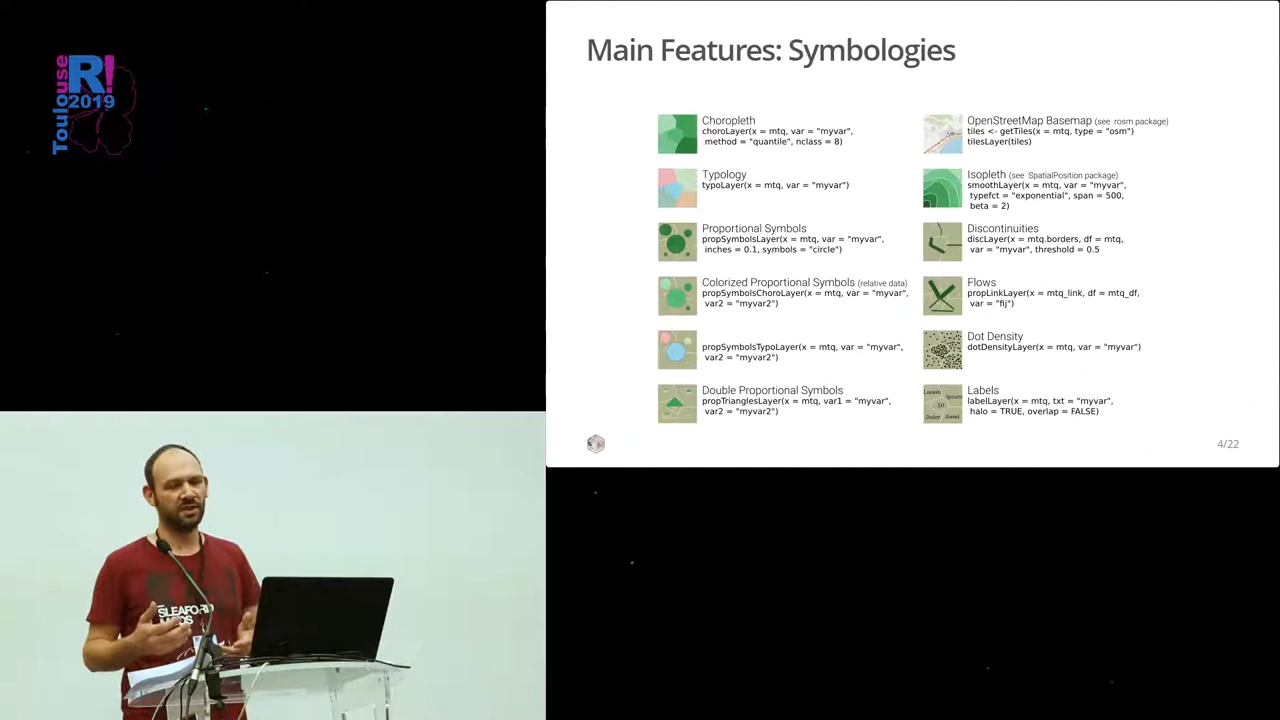 Toulouse
R!
2019
Main Features: Symbologies
Choropleth
choroLayer(x = mtq, var = "myvar",
method = "quantile", nclass = 8)
Typology
typoLayer(x = mtq, var = "myvar")
Proportional Symbols
propSymbolsLayer(x = mtq, var = "myvar",
inches = 0.1, symbols = "circle")
Colorized Proportional Symbols (relative data)
propSymbolsChoroLayer(x = mtq, var = "myvar",
var2 = "myvar2")
propSymbolsTypoLayer(x = mtq, var = "myvar",
var2 = "myvar2")
Double Proportional Symbols
propTrianglesLayer(x = mtq, var1 = "myvar",
var2 = "myvar2")
OpenStreetMap Basemap (see rosm package)
tiles <- getTiles(x = mtq, type = "osm")
tilesLayer(tiles)
Isopleth (see SpatialPosition package)
smoothLayer(x = mtq, var = "myvar",
typefct = "exponential", span = 500,
beta = 2)
Discontinuities
discLayer(x = mtq.borders, df = mtq,
var = "myvar", threshold = 0.5
Flows
propLinkLayer(x = mtq_link, df = mtq_df,
var = "fij")
Dot Density
dotDensityLayer(x = mtq, var = "myvar")
Lorem
Ipsum
Sit
Dolor Amet
Labels
labelLayer(x = mtq, txt = "myvar",
halo = TRUE, overlap = FALSE)
4/22
SLEAFORD
MODS